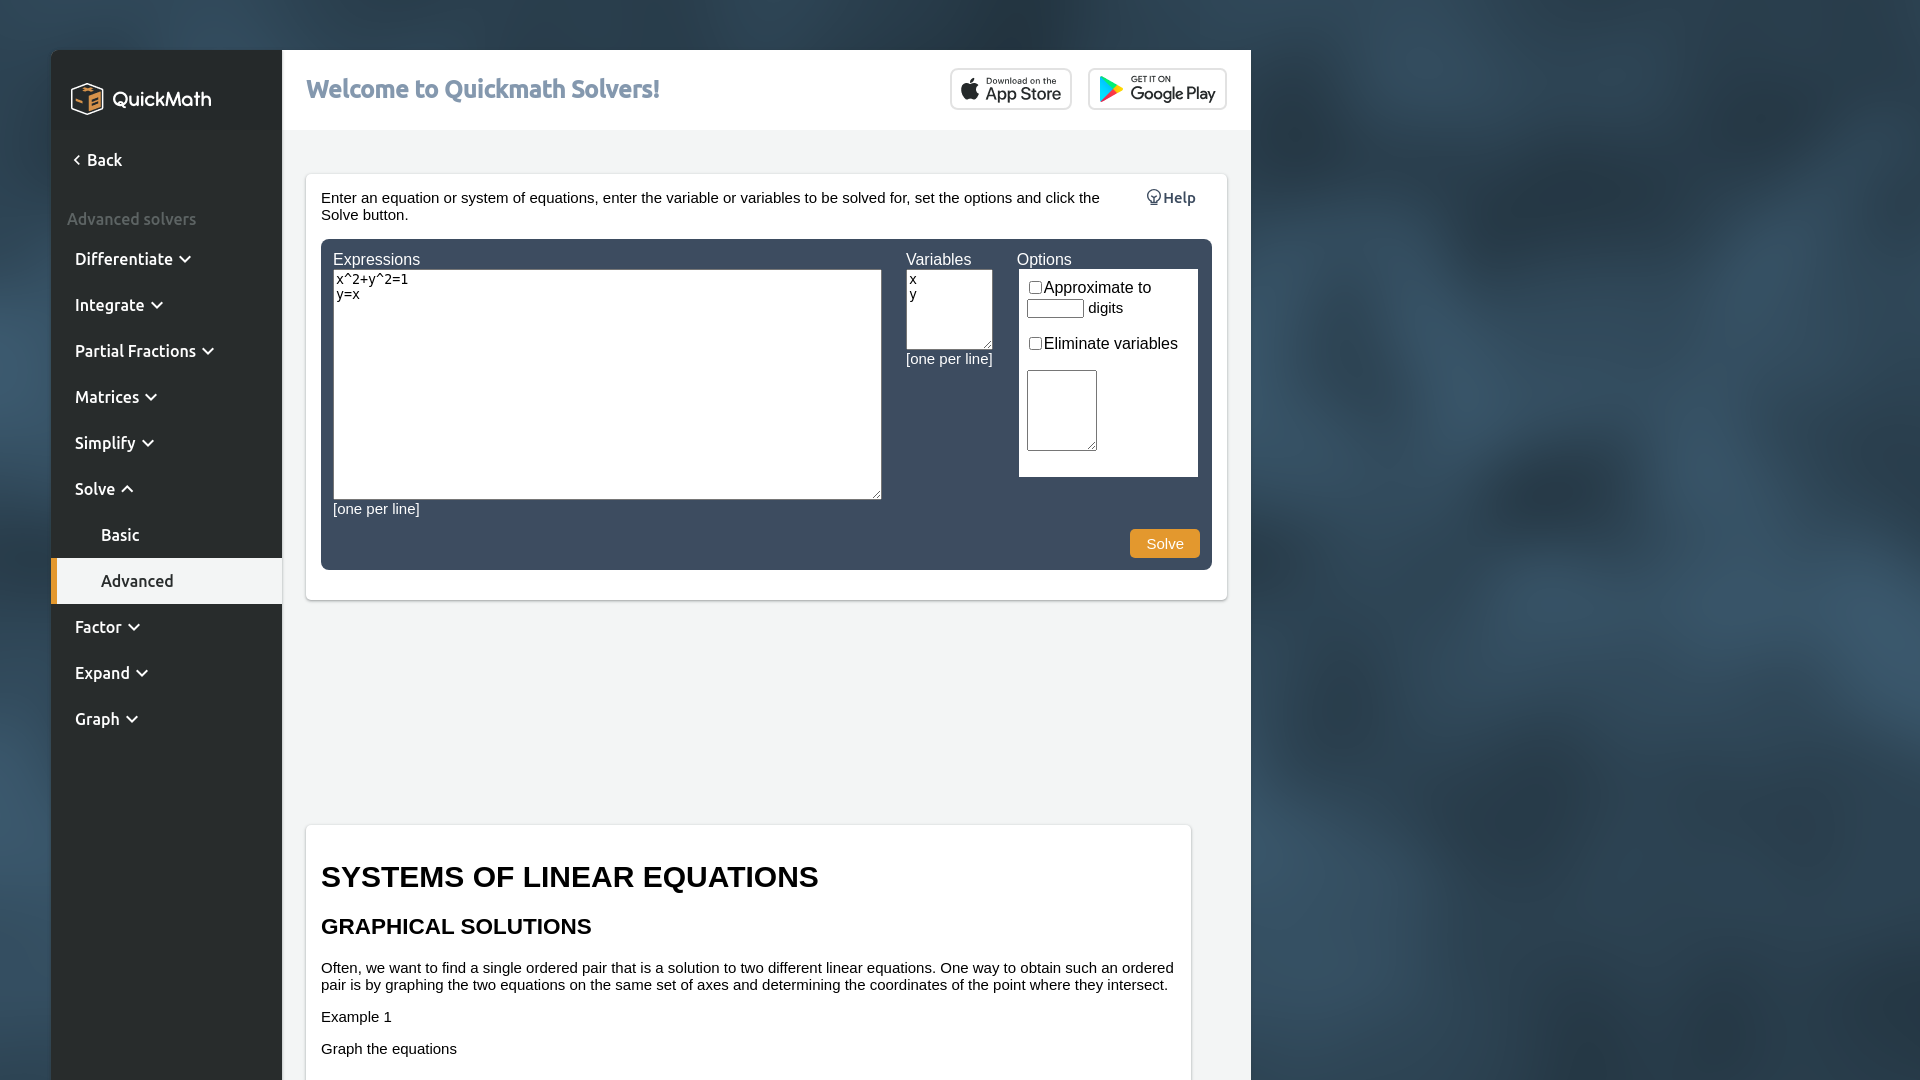 QuickMath
Back
Advanced solvers
Differentiate
Integrate
Partial Fractions
Matrices
Simplify
Solve
Basic
Advanced
Factor
Expand
Graph
Welcome to Quickmath Solvers!
Download on the
App Store
GET IT ON
Google Play
Enter an equation or system of equations, enter the variable or variables to be solved for, set the options and click the
Solve button.
Help
Expressions
x^2+y^2=1
y=x
[one per line]
Variables
x
y
[one per line]
Options
Approximate to
digits
Eliminate variables
Solve
SYSTEMS OF LINEAR EQUATIONS
GRAPHICAL SOLUTIONS
Often, we want to find a single ordered pair that is a solution to two different linear equations. One way to obtain such an ordered
pair is by graphing the two equations on the same set of axes and determining the coordinates of the point where they intersect.
Example 1
Graph the equations